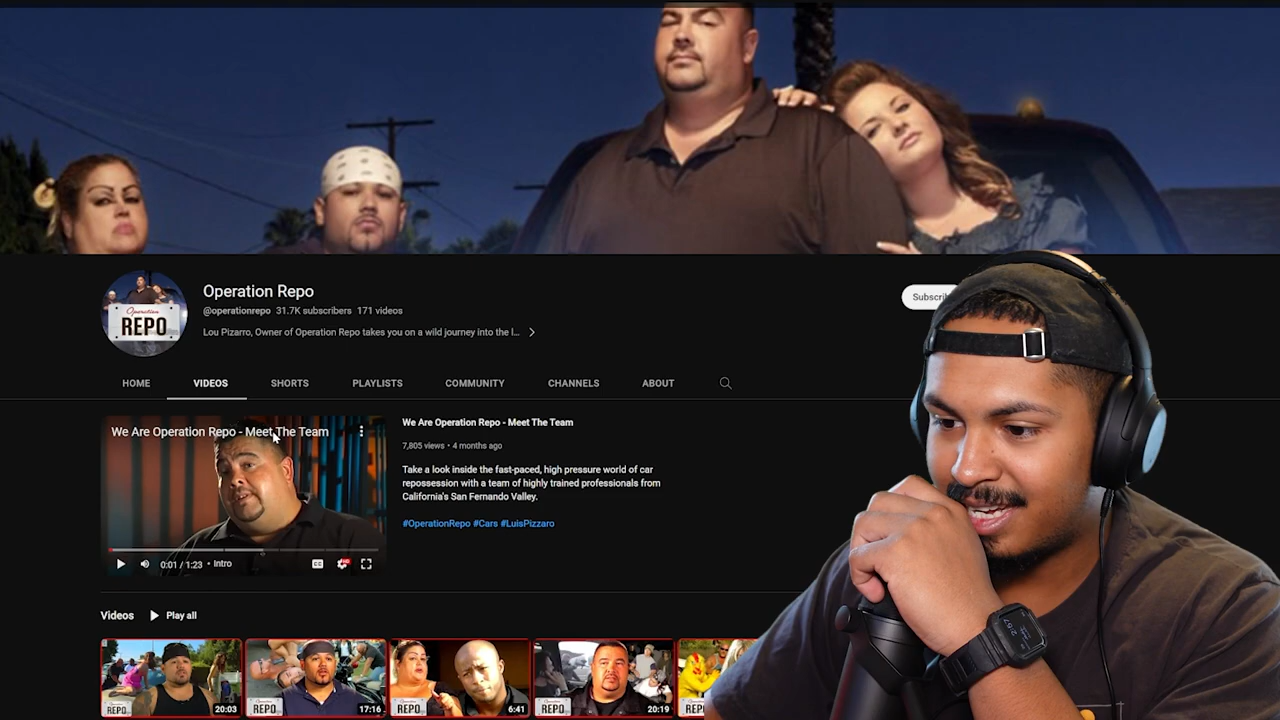 Operation Repo
@operationrepo 31.7K subscribers 171 videos
Lou Pizarro, Owner of Operation Repo takes you on a wild journey into the l...
Operation
REPO
HOME VIDEOS SHORTS PLAYLISTS COMMUNITY CHANNELS ABOUT
We Are Operation Repo - Meet The Team
0:01 / 1:23 • Intro
We Are Operation Repo - Meet The Team
7,805 views • 4 months ago
Take a look inside the fast-paced, high pressure world of car
repossession with a team of highly trained professionals from
California's San Fernando Valley.
#OperationRepo #Cars #LuisPizzaro
Videos Play all
REPO 20:03
REPO 17:16
REPO 6:41
REPO 20:19